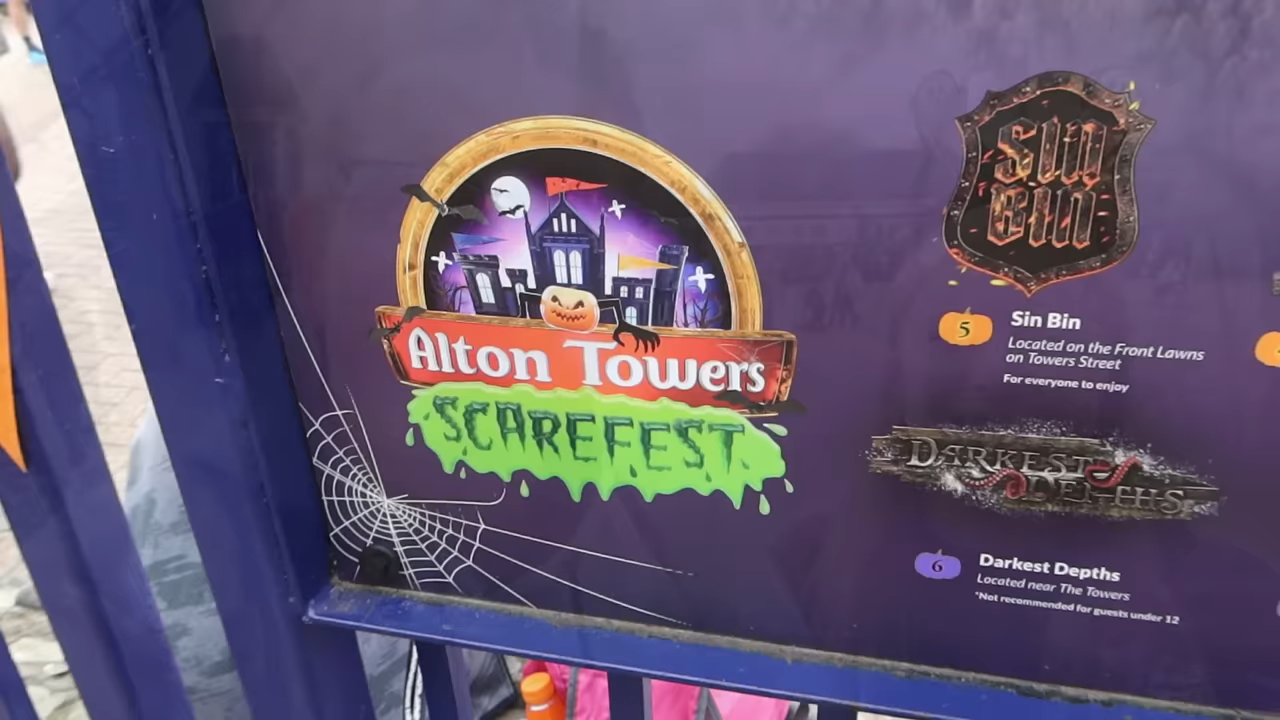 Alton Towers
SCAREFEST
SIN
BIN
5
Sin Bin
Located on the Front Lawns
on Towers Street
For everyone to enjoy
DARKEST
DEPTHS
6
Darkest Depths
Located near The Towers
*Not recommended for guests under 12